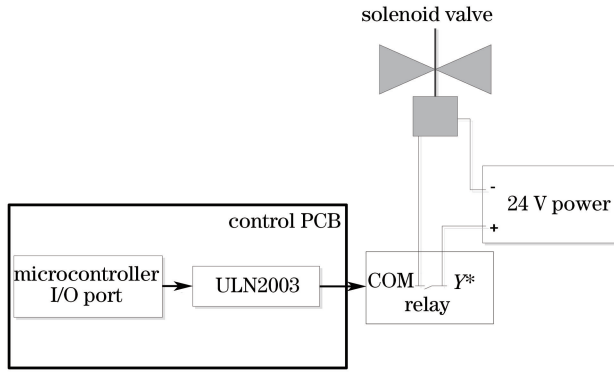 solenoid valve
-
24 V power
+
control PCB
microcontroller
I/O port
ULN2003
COM Y*
relay